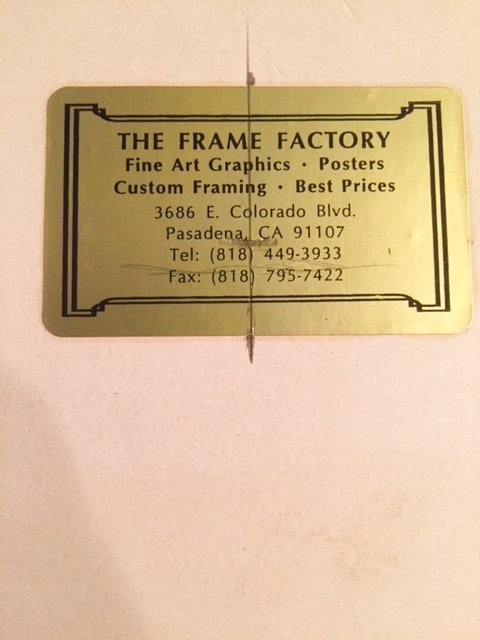 THE FRAME FACTORY
Fine Art Graphics · Posters
Custom Framing · Best Prices
3686 E. Colorado Blvd.
Pasadena, CA 91107
Tel: (818) 449-3933
Fax: (818) 795-7422